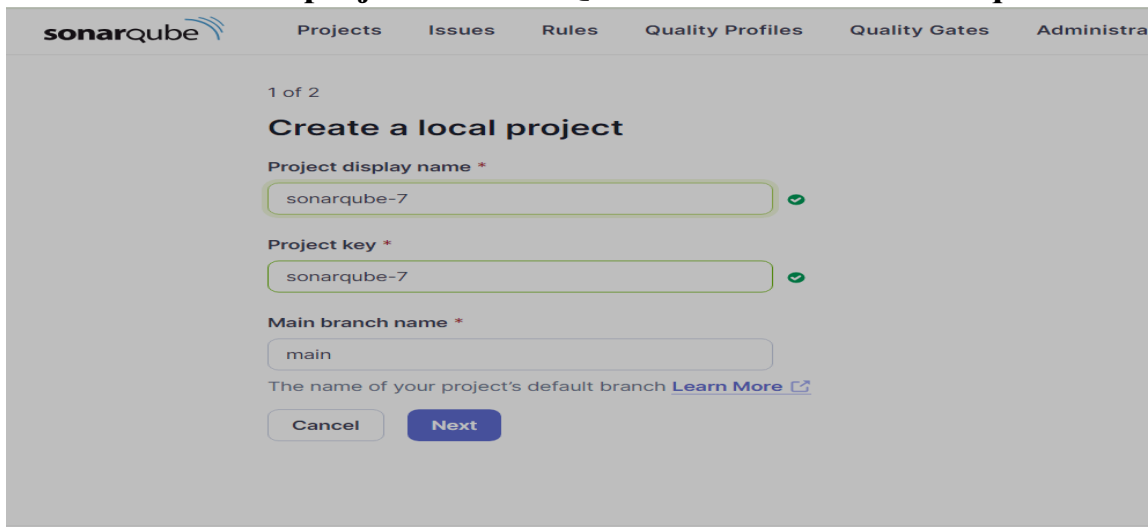 sonarqube Projects Issues Rules Quality Profiles Quality Gates Administra
1 of 2
Create a local project
Project display name *
sonarqube-7
Project key *
sonarqube-7
Main branch name *
main
The name of your project's default branch Learn More
Cancel Next